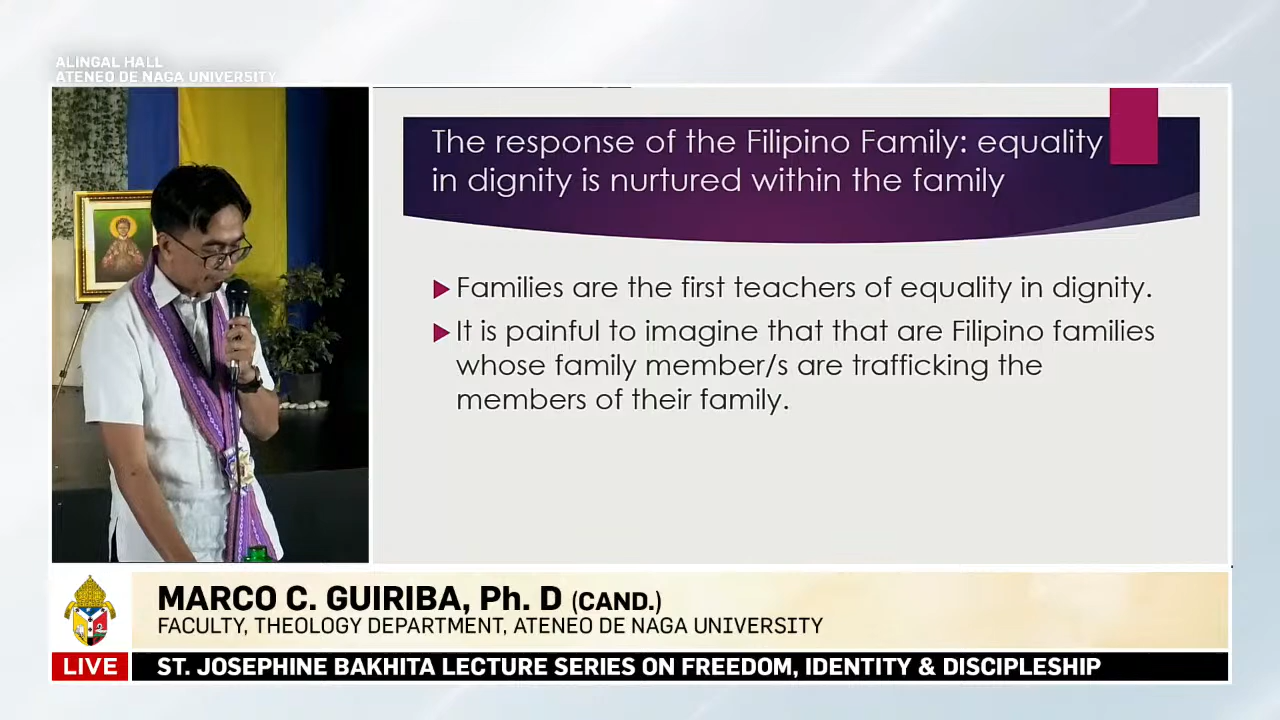 ALINGAL HALL
ATENEO DE NAGA UNIVERSITY
The response of the Filipino Family: equality
in dignity is nurtured within the family
Families are the first teachers of equality in dignity.
It is painful to imagine that that are Filipino families
whose family member/s are trafficking the
members of their family.
MARCO C. GUIRIBA, Ph. D (CAND.)
FACULTY, THEOLOGY DEPARTMENT, ATENEO DE NAGA UNIVERSITY
LIVE
ST. JOSEPHINE BAKHITA LECTURE SERIES ON FREEDOM, IDENTITY & DISCIPLESHIP